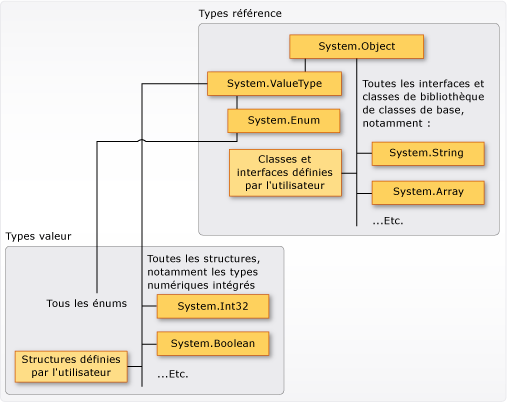 Types référence
System.Object
System.ValueType
System.Enum
Toutes les interfaces et
classes de bibliothèque
de classes de base,
notamment :
Classes et
interfaces définies
par l'utilisateur
System.String
System.Array
...Etc.
Types valeur
Toutes les structures,
notamment les types
numériques intégrés
Tous les énums
System.Int32
System.Boolean
Structures définies
par l'utilisateur
...Etc.